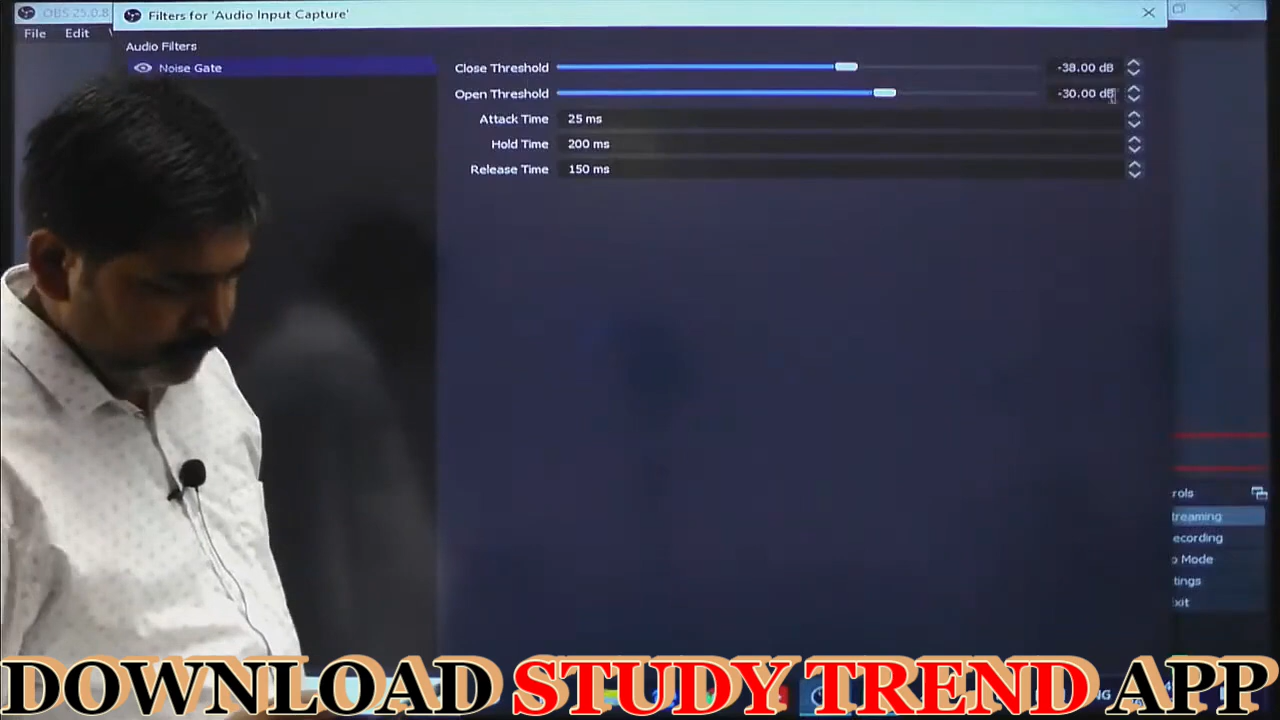 OBS 25.0.8
Filters for 'Audio Input Capture'
File Edit
Audio Filters
Noise Gate
Close Threshold -38.00 dB
Open Threshold -30.00 dB
Attack Time 25 ms
Hold Time 200 ms
Release Time 150 ms
rols
treaming
ecording
o Mode
tings
xit
DOWNLOAD STUDY TREND APP
NG